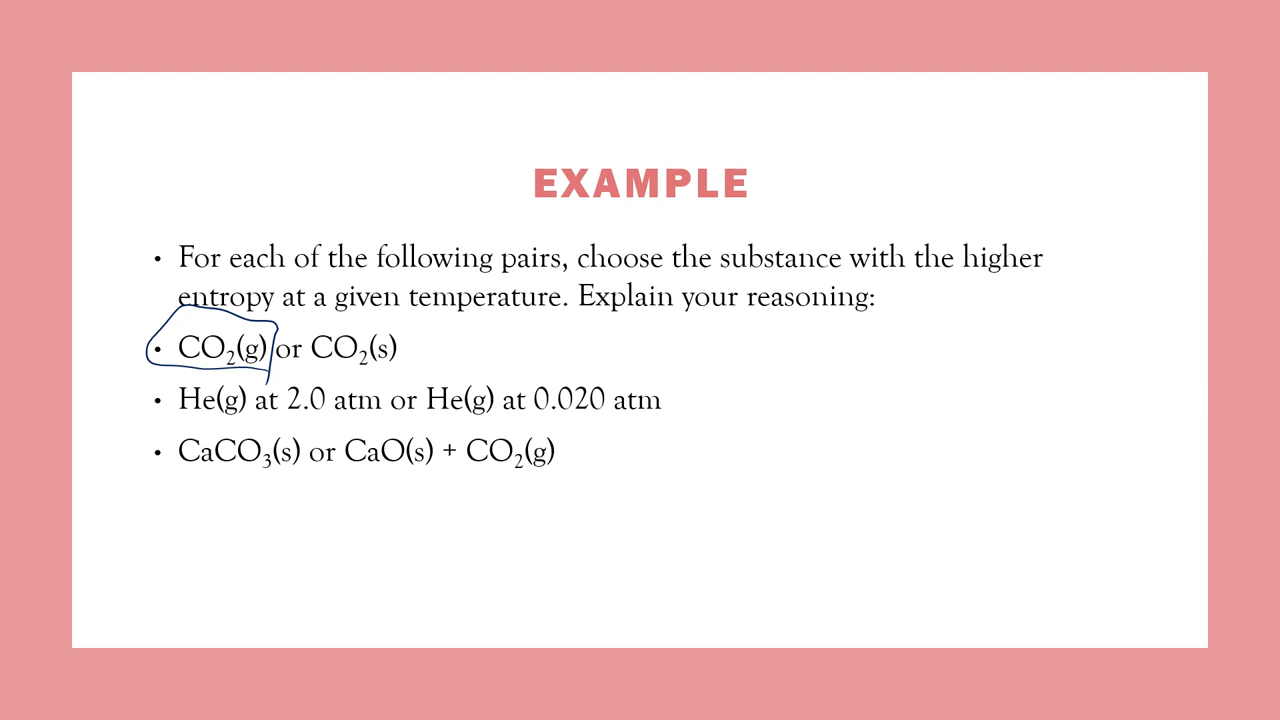 EXAMPLE
• For each of the following pairs, choose the substance with the higher
entropy at a given temperature. Explain your reasoning:
• CO₂(g) or CO₂(s)
• He(g) at 2.0 atm or He(g) at 0.020 atm
• CaCO₃(s) or CaO(s) + CO₂(g)